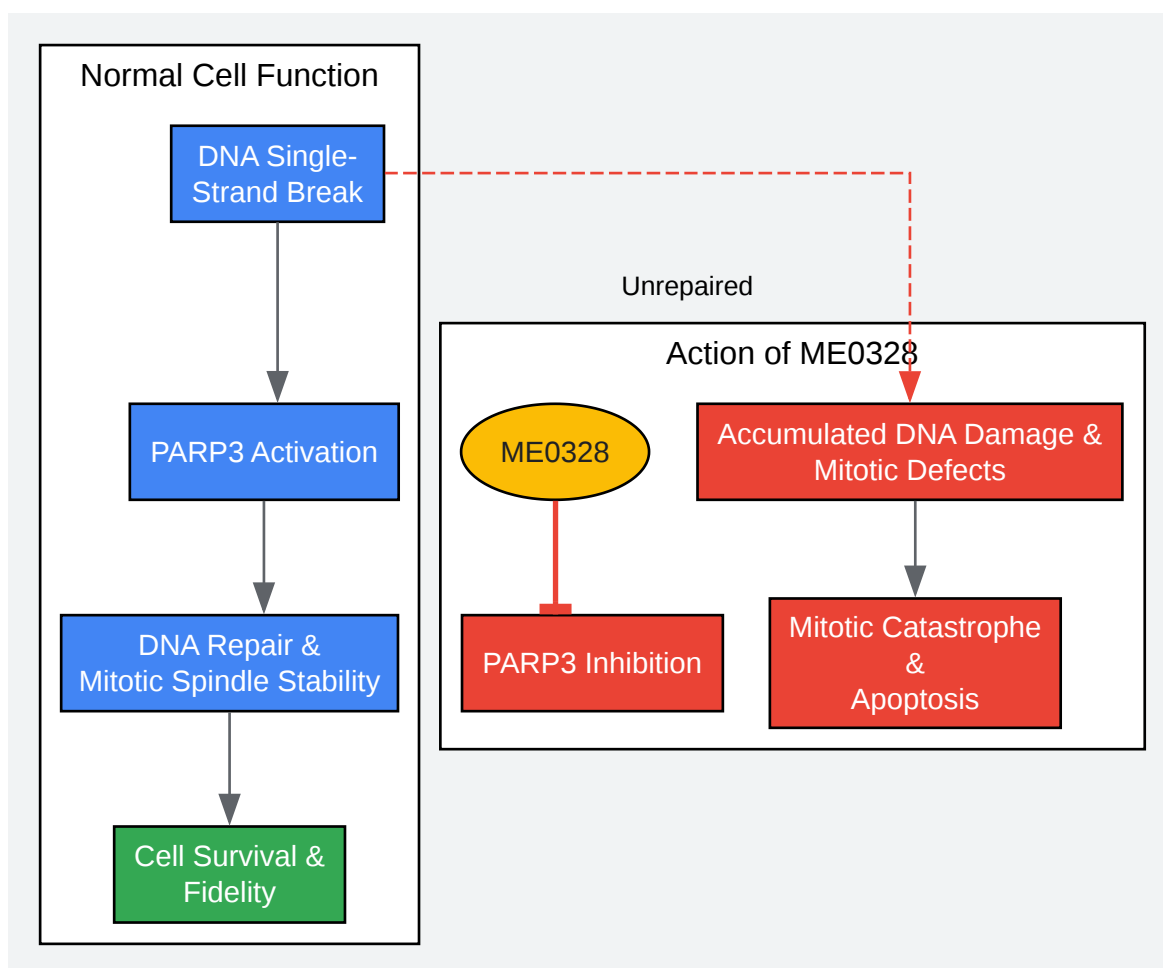 Normal Cell Function
DNA Single-
Strand Break
PARP3 Activation
DNA Repair &
Mitotic Spindle Stability
Cell Survival &
Fidelity
Unrepaired
Action of ME0328
ME0328
PARP3 Inhibition
Accumulated DNA Damage &
Mitotic Defects
Mitotic Catastrophe
&
Apoptosis